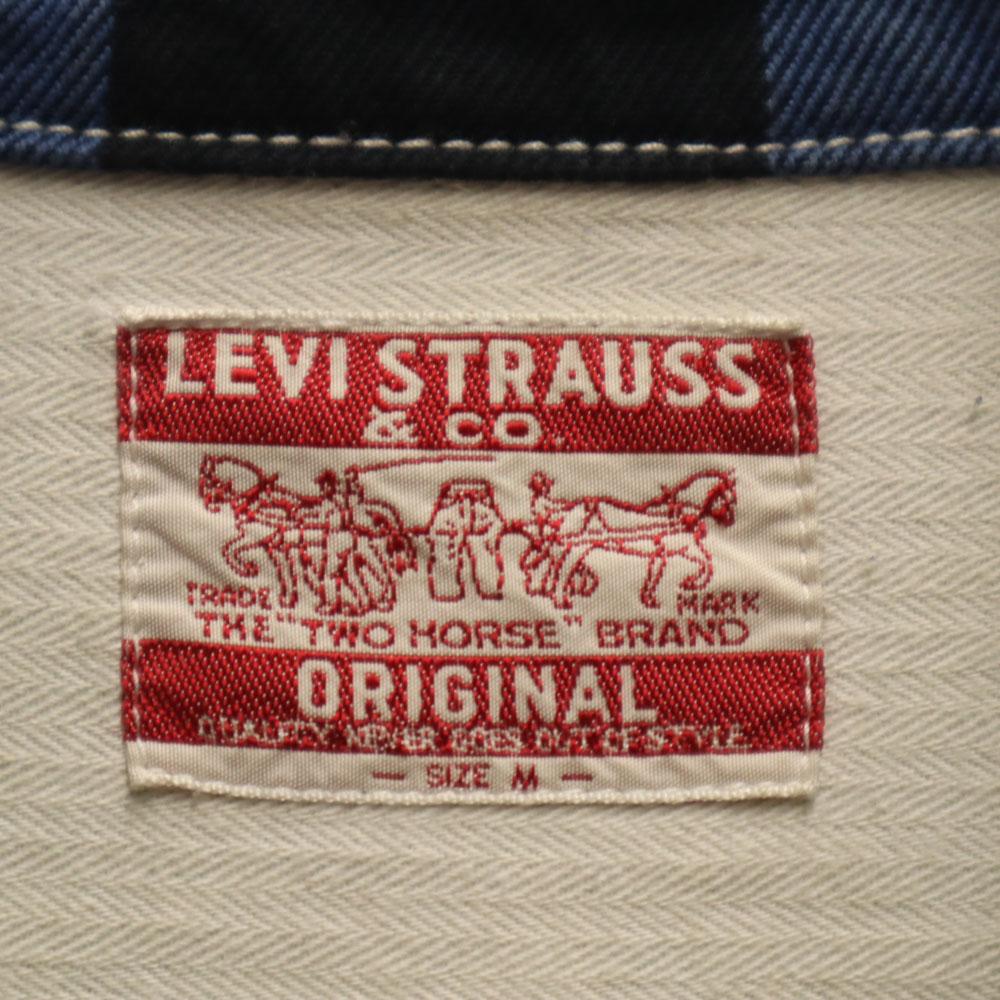 LEVI STRAUSS
& CO.
TRADE MARK
THE "TWO HORSE" BRAND
ORIGINAL
QUALITY NEVER GOES OUT OF STYLE.
— SIZE M —